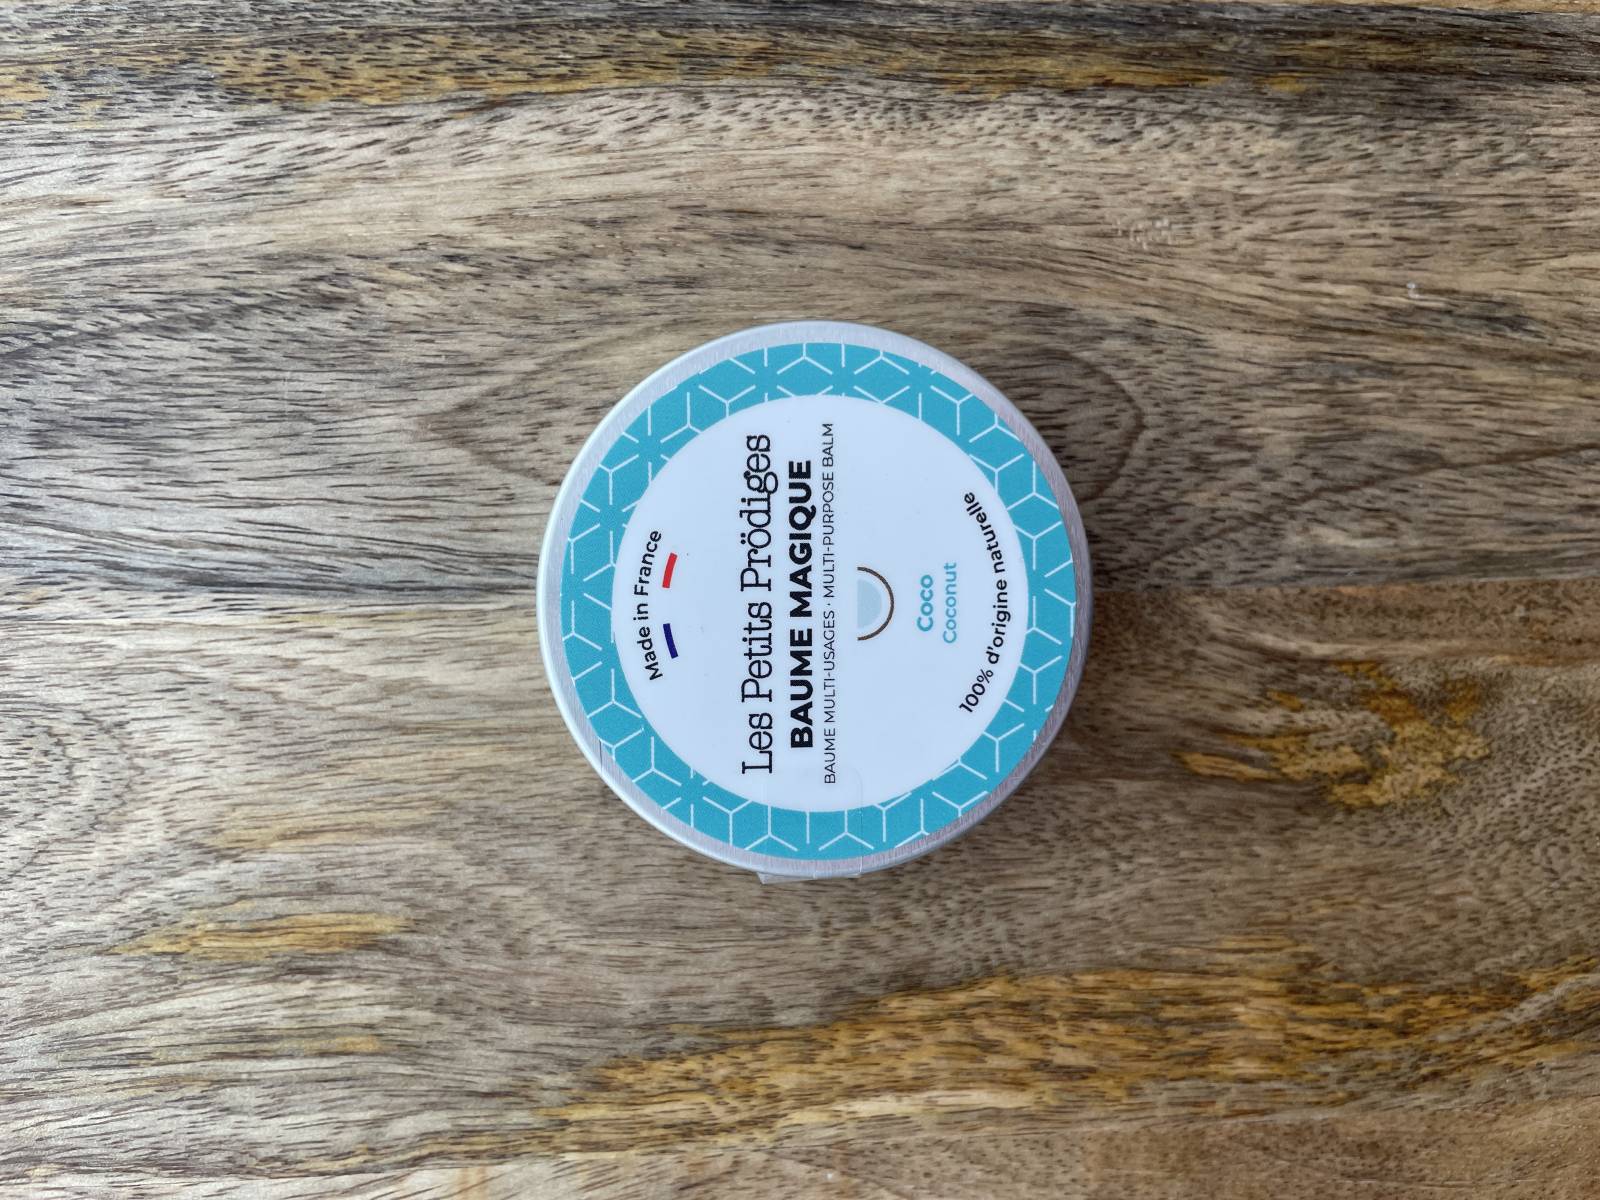 Made in France
Les Petits Prödiges
BAUME MAGIQUE
BAUME MULTI-USAGES · MULTI-PURPOSE BALM
Coco
Coconut
100% d'origine naturelle